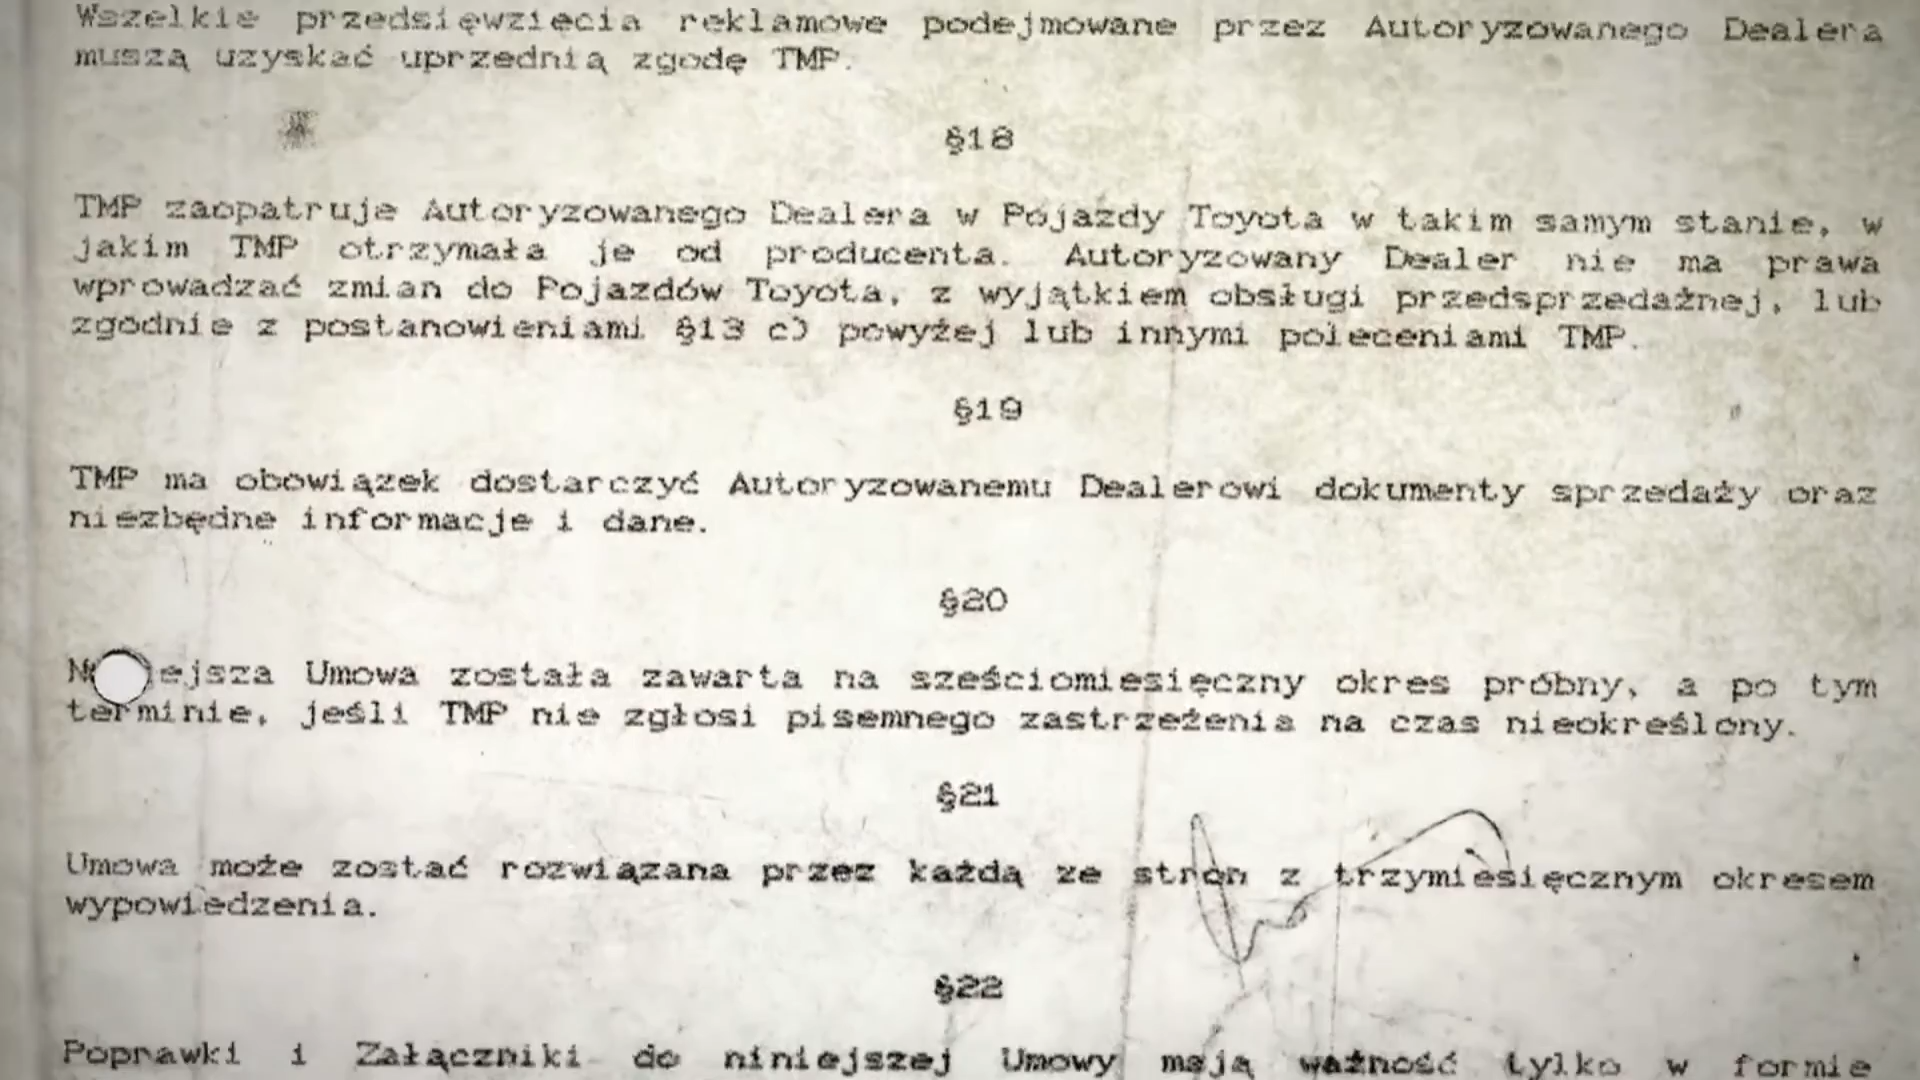 Wszelkie przedsięwzięcia reklamowe podejmowane przez Autoryzowanego Dealera
muszą uzyskać uprzednią zgodę TMP.
§18
TMP zaopatruje Autoryzowanego Dealera w Pojazdy Toyota w takim samym stanie, w
jakim TMP otrzymała je od producenta. Autoryzowany Dealer nie ma prawa
wprowadzać zmian do Pojazdów Toyota, z wyjątkiem obsługi przedsprzedażnej, lub
zgodnie z postanowieniami §13 c) powyżej lub innymi poleceniami TMP.
§19
TMP ma obowiązek dostarczyć Autoryzowanemu Dealerowi dokumenty sprzedaży oraz
niezbędne informacje i dane.
§20
Umowa została zawarta na sześciomiesięczny okres próbny, a po tym
terminie, jeśli TMP nie zgłosi pisemnego zastrzeżenia na czas nieokreślony.
§21
Umowa może zostać rozwiązana przez każdą ze stron z trzymiesięcznym okresem
wypowiedzenia.
§22
Poprawki i Załączniki do niniejszej Umowy mają ważność tylko w formie